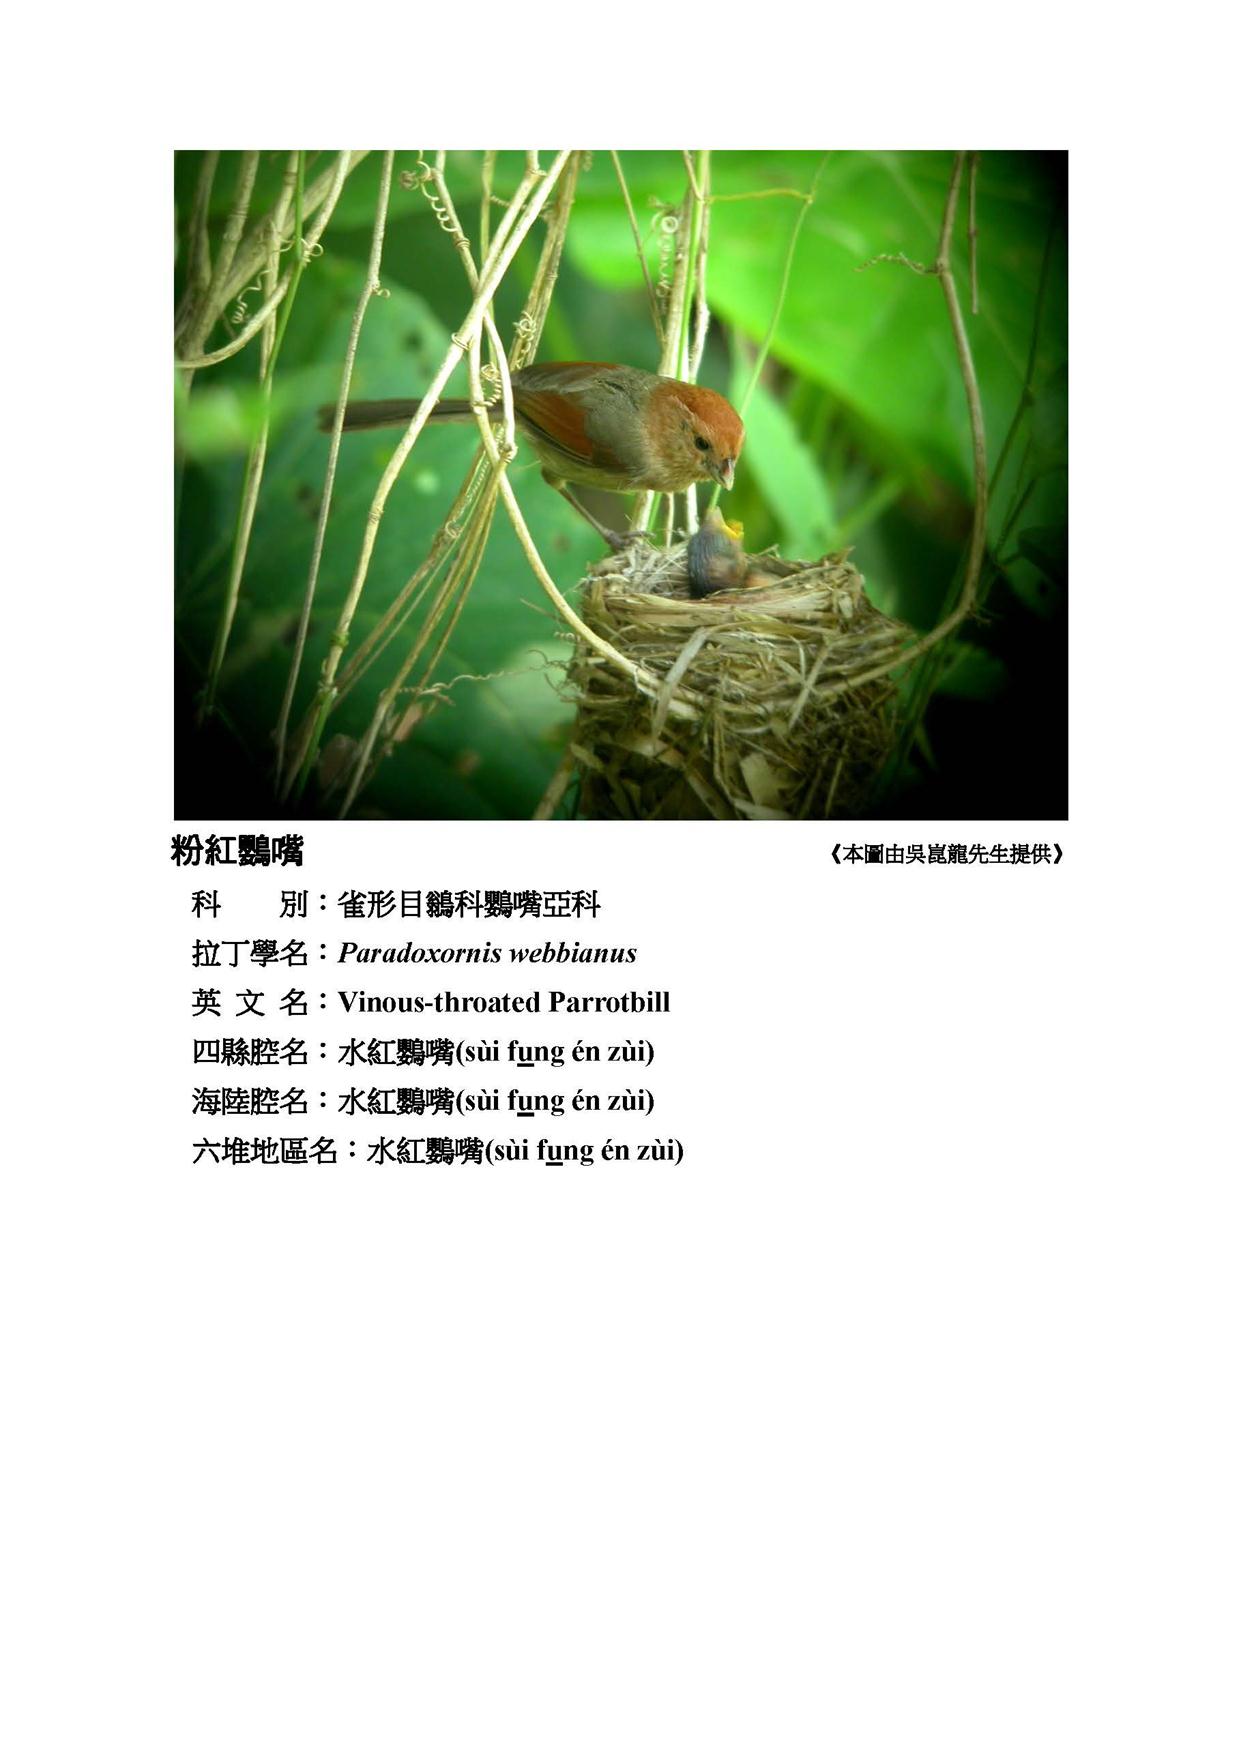 粉紅鸚嘴
《本圖由吳崑龍先生提供》
科 別：雀形目鶲科鸚嘴亞科
拉丁學名：Paradoxornis webbianus
英 文 名：Vinous-throated Parrotbill
四縣腔名：水紅鸚嘴(sùi fung én zùi)
海陸腔名：水紅鸚嘴(sùi fung én zùi)
六堆地區名：水紅鸚嘴(sùi fung én zùi)